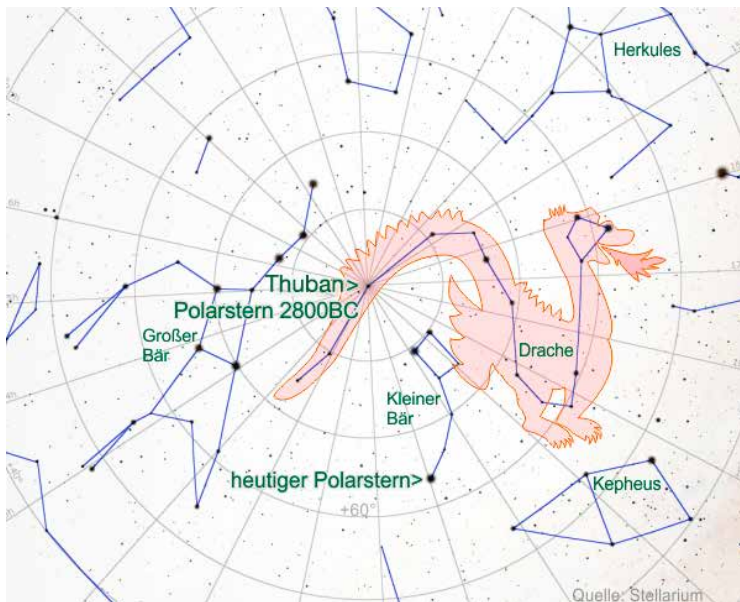 Herkules
Thuban>
Polarstern 2800BC
Großer
Bär
Drache
Kleiner
Bär
heutiger Polarstern>
Kepheus
+60°
Quelle: Stellarium